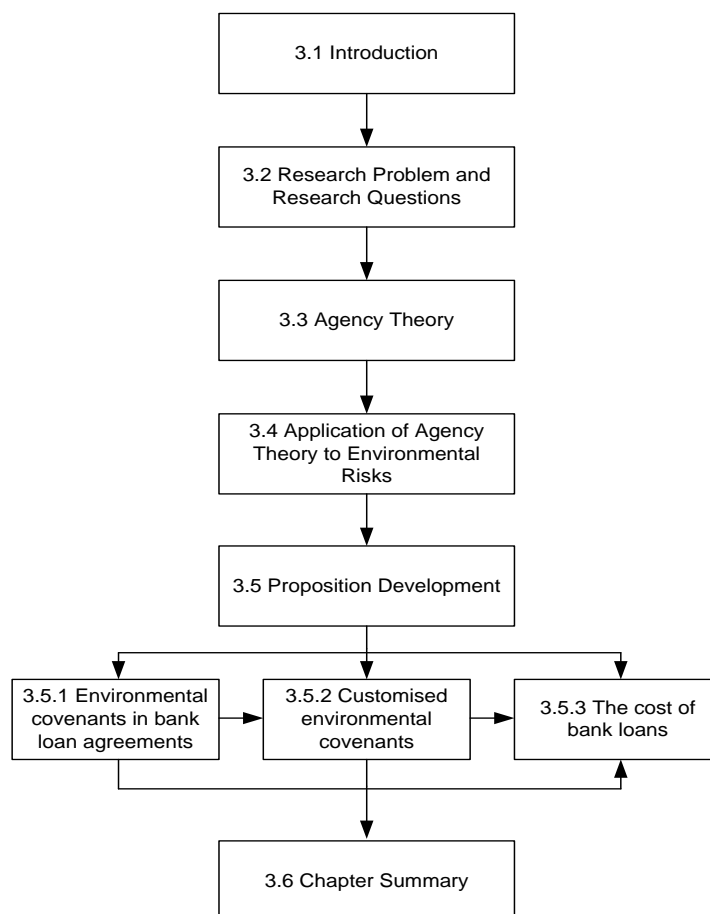 3.1 Introduction
3.2 Research Problem and
Research Questions
3.3 Agency Theory
3.4 Application of Agency
Theory to Environmental
Risks
3.5 Proposition Development
3.5.1 Environmental
covenants in bank
loan agreements
3.5.2 Customised
environmental
covenants
3.5.3 The cost of
bank loans
3.6 Chapter Summary